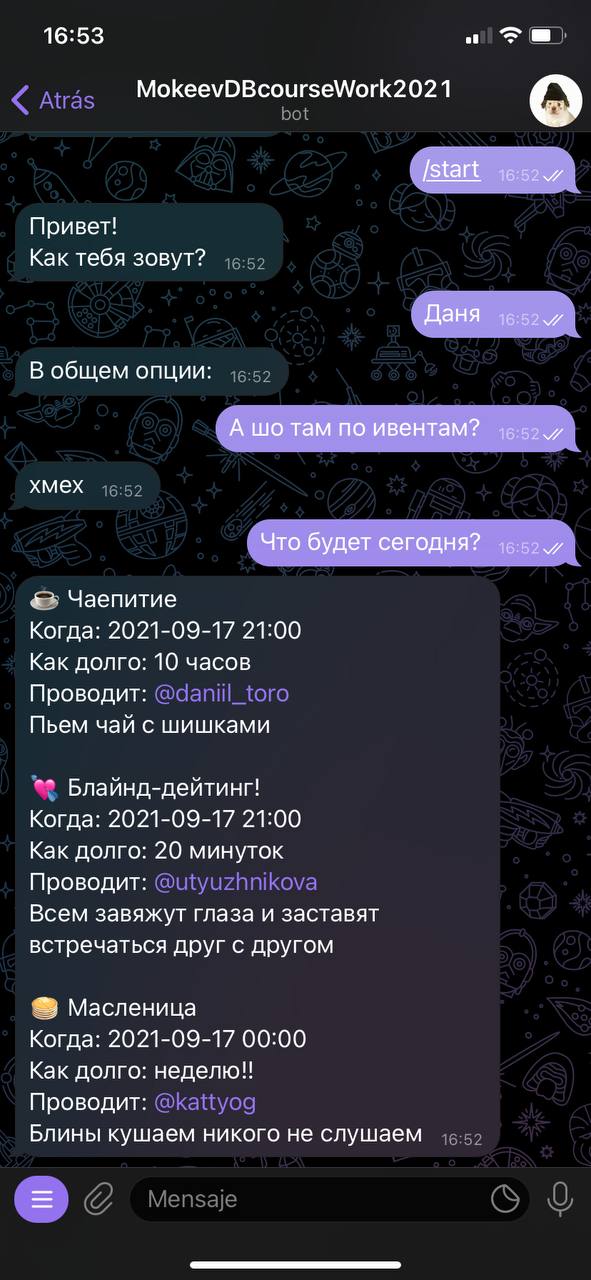 16:53
Atrás
MokeevDBcourseWork2021
bot
/start 16:52
Привет!
Как тебя зовут? 16:52
Даня 16:52
В общем опции: 16:52
А шо там по ивентам? 16:52
хмех 16:52
Что будет сегодня? 16:52
☕ Чаепитие
Когда: 2021-09-17 21:00
Как долго: 10 часов
Проводит: @daniil_toro
Пьем чай с шишками
💘 Блайнд-дейтинг!
Когда: 2021-09-17 21:00
Как долго: 20 минуток
Проводит: @utyuzhnikova
Всем завяжут глаза и заставят
встречаться друг с другом
🥞 Масленица
Когда: 2021-09-17 00:00
Как долго: неделю!!
Проводит: @kattyog
Блины кушаем никого не слушаем 16:52
Mensaje